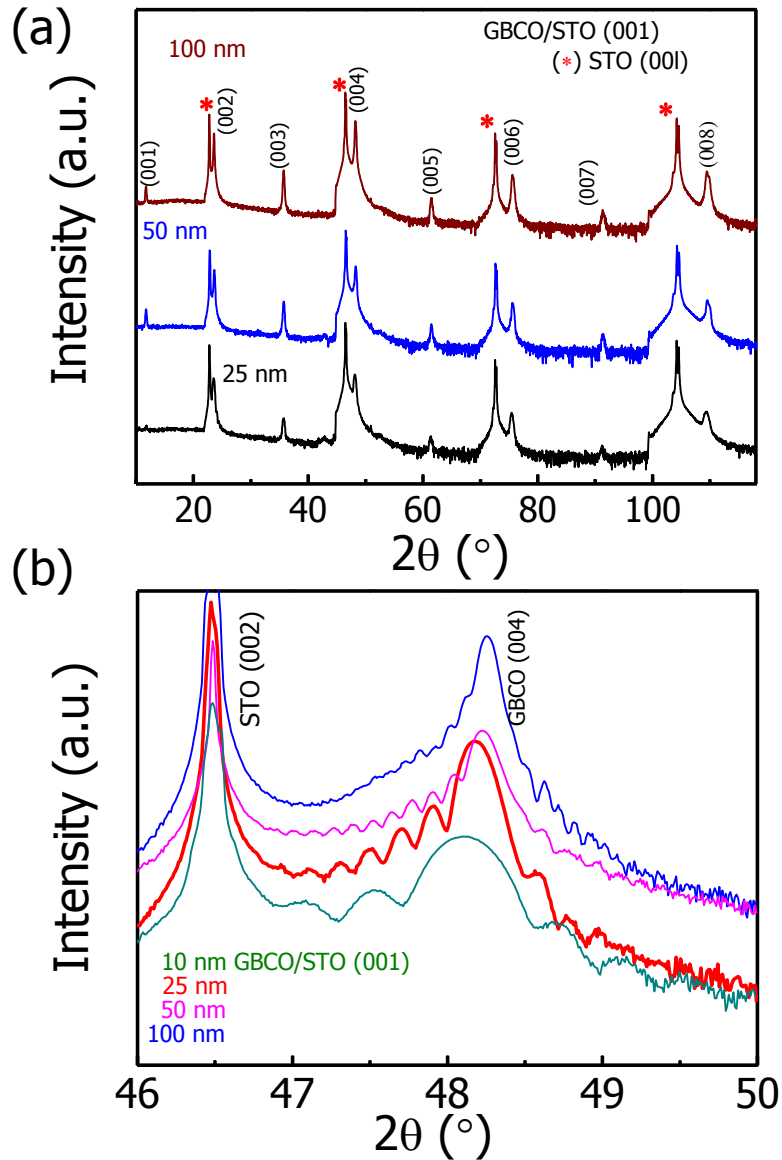 (a)
100 nm
GBCO/STO (001)
(*) STO (00l)
(001)
*
(002)
(003)
*
(004)
(005)
*
(006)
(007)
*
(008)
50 nm
25 nm
Intensity (a.u.)
20 40 60 80 100
2θ (°)
(b)
STO (002)
GBCO (004)
Intensity (a.u.)
10 nm GBCO/STO (001)
25 nm
50 nm
100 nm
46 47 48 49 50
2θ (°)